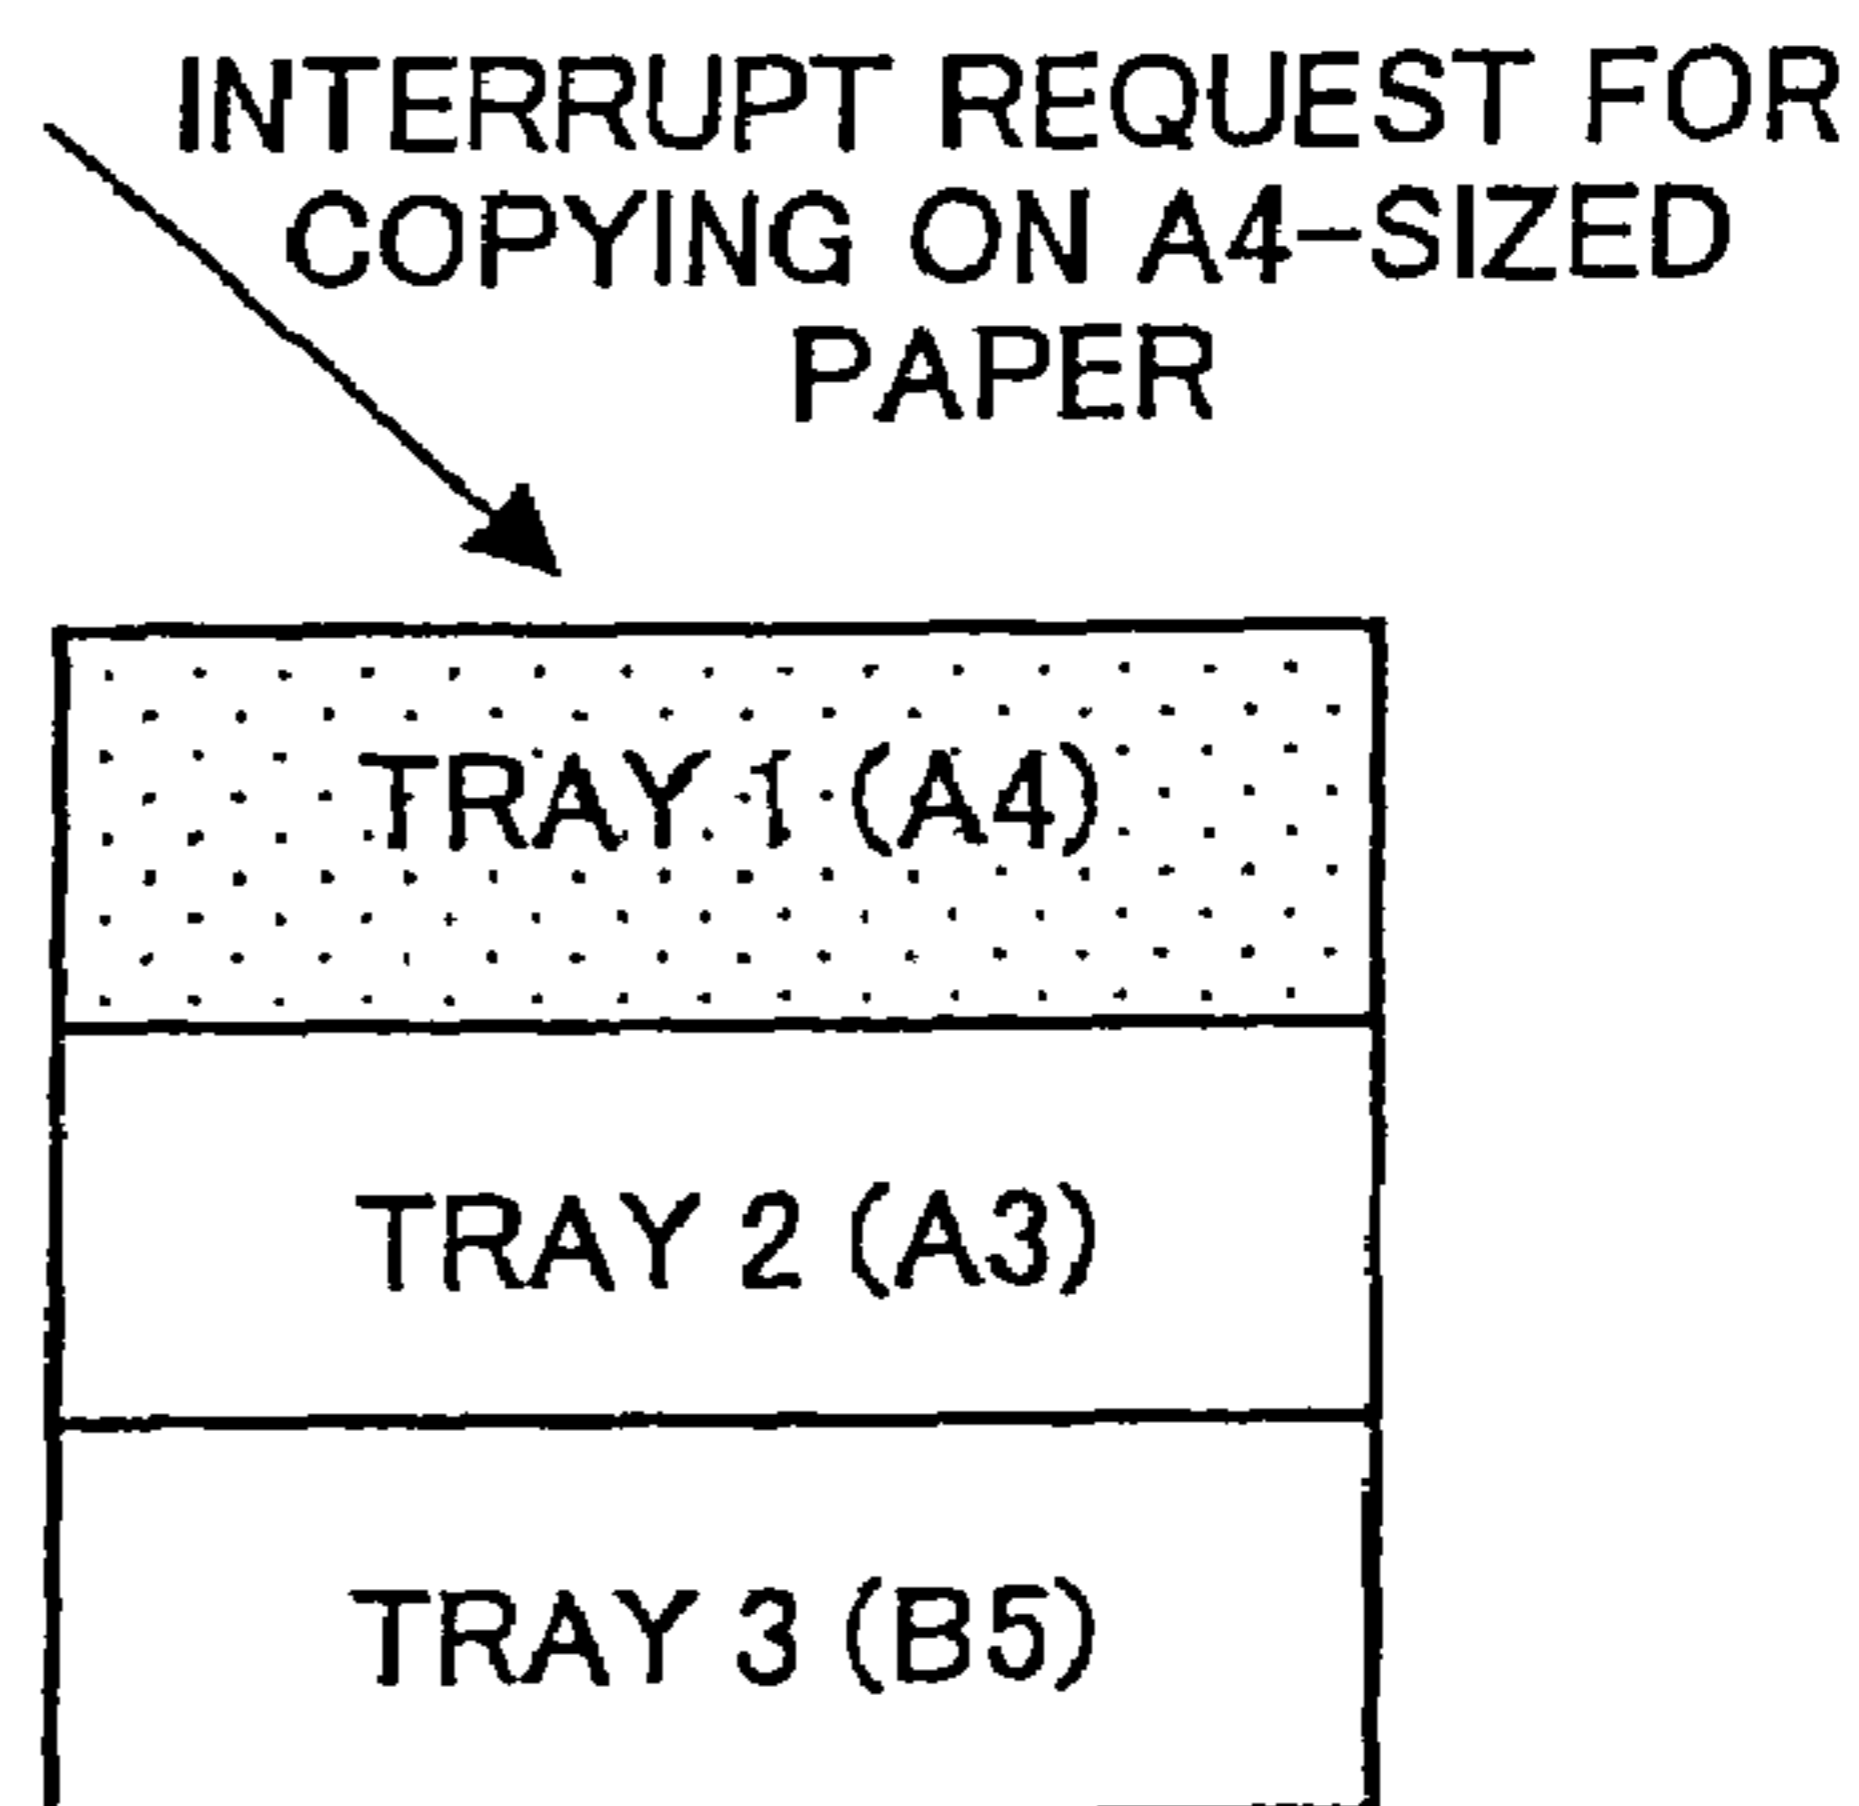 INTERRUPT REQUEST FOR
COPYING ON A4-SIZED
PAPER
TRAY 1 (A4)
TRAY 2 (A3)
TRAY 3 (B5)